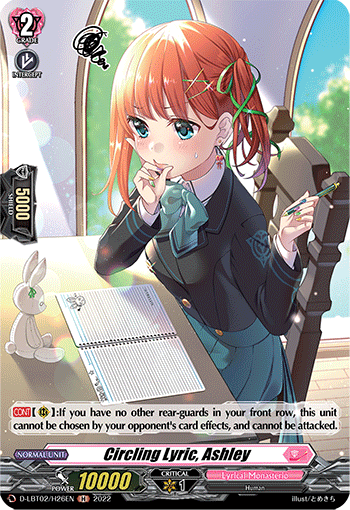 2
GRADE
INTERCEPT
5000
SHIELD
CONT【 】:If you have no other rear-guards in your front row, this unit
cannot be chosen by your opponent's card effects, and cannot be attacked.
NORMAL UNIT
Circling Lyric, Ashley
Lyrical Monasterio
POWER
10000
CRITICAL
1
Human
D-LBT02/H26EN H 2022
illust/とめきち